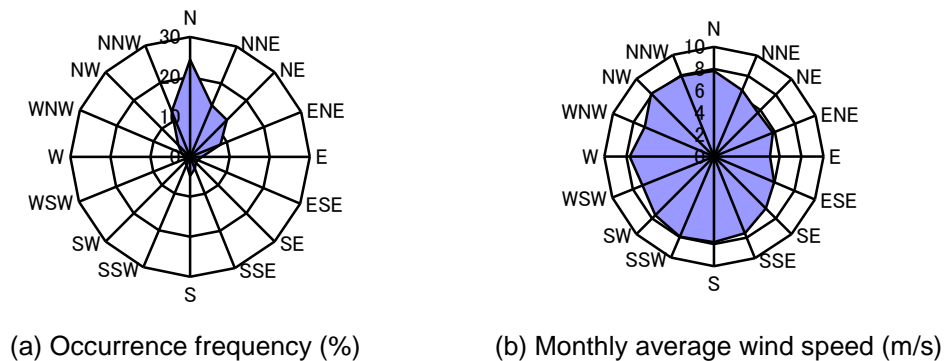 N
NNE
NE
ENE
E
ESE
SE
SSE
S
SSW
SW
WSW
W
WNW
NW
NNW
30
20
10
0
(a) Occurrence frequency (%)
N
NNE
NE
ENE
E
ESE
SE
SSE
S
SSW
SW
WSW
W
WNW
NW
NNW
10
8
6
4
2
0
(b) Monthly average wind speed (m/s)